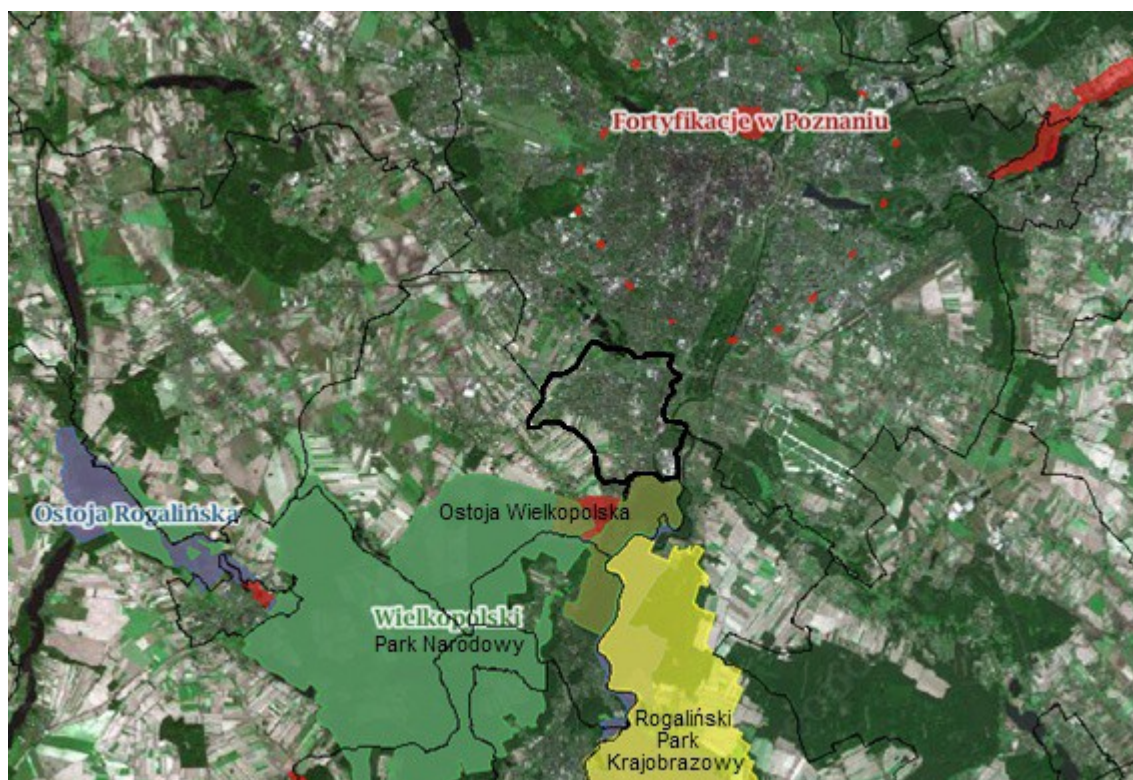 Fortyfikacje w Poznaniu
Ostoja Rogalińska
Ostoja Wielkopolska
Wielkopolski
Park Narodowy
Rogaliński
Park
Krajobrazowy